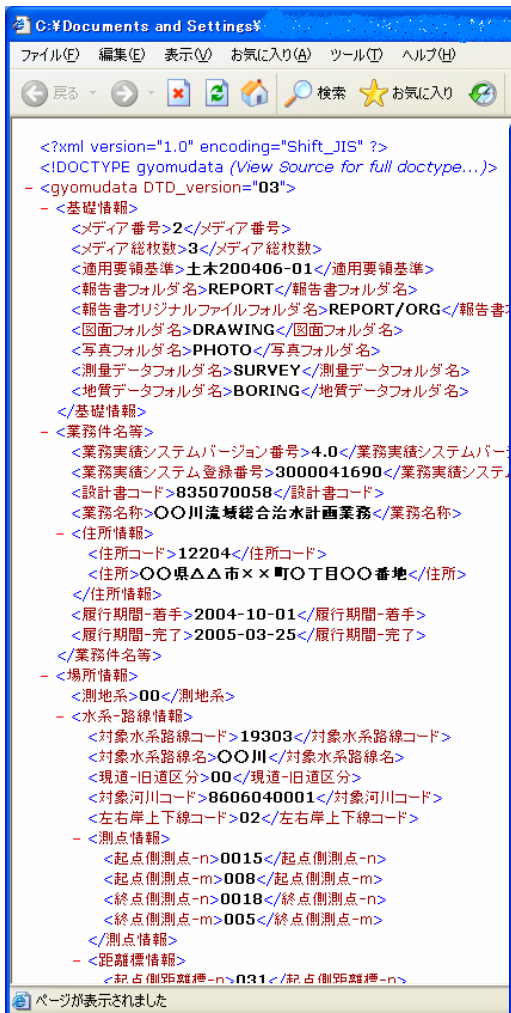 C:¥Documents and Settings¥
ファイル(F) 編集(E) 表示(V) お気に入り(A) ツール(T) ヘルプ(H)
戻る 検索 お気に入り
<?xml version="1.0" encoding="Shift_JIS" ?>
<!DOCTYPE gyomudata (View Source for full doctype...)>
- <gyomudata DTD_version="03">
- <基礎情報>
<メディア番号>2</メディア番号>
<メディア総枚数>3</メディア総枚数>
<適用要領基準>土木200406-01</適用要領基準>
<報告書フォルダ名>REPORT</報告書フォルダ名>
<報告書オリジナルファイルフォルダ名>REPORT/ORG</報告書
<図面フォルダ名>DRAWING</図面フォルダ名>
<写真フォルダ名>PHOTO</写真フォルダ名>
<測量データフォルダ名>SURVEY</測量データフォルダ名>
<地質データフォルダ名>BORING</地質データフォルダ名>
</基礎情報>
- <業務件名等>
<業務実績システムバージョン番号>4.0</業務実績システムバー
<業務実績システム登録番号>3000041690</業務実績システム
<設計書コード>835070058</設計書コード>
<業務名称>〇〇川流域総合治水計画業務</業務名称>
- <住所情報>
<住所コード>12204</住所コード>
<住所>〇〇県△△市××町〇丁目〇〇番地</住所>
</住所情報>
<履行期間-着手>2004-10-01</履行期間-着手>
<履行期間-完了>2005-03-25</履行期間-完了>
</業務件名等>
- <場所情報>
<測地系>00</測地系>
- <水系-路線情報>
<対象水系路線コード>19303</対象水系路線コード>
<対象水系路線名>〇〇川</対象水系路線名>
<現道-旧道区分>00</現道-旧道区分>
<対象河川コード>8606040001</対象河川コード>
<左右岸上下線コード>02</左右岸上下線コード>
- <測点情報>
<起点側測点-n>0015</起点側測点-n>
<起点側測点-m>008</起点側測点-m>
<終点側測点-n>0018</終点側測点-n>
<終点側測点-m>005</終点側測点-m>
</測点情報>
- <距離標情報>
<起点側距離標-n>031</起点側距離標-n>
ページが表示されました